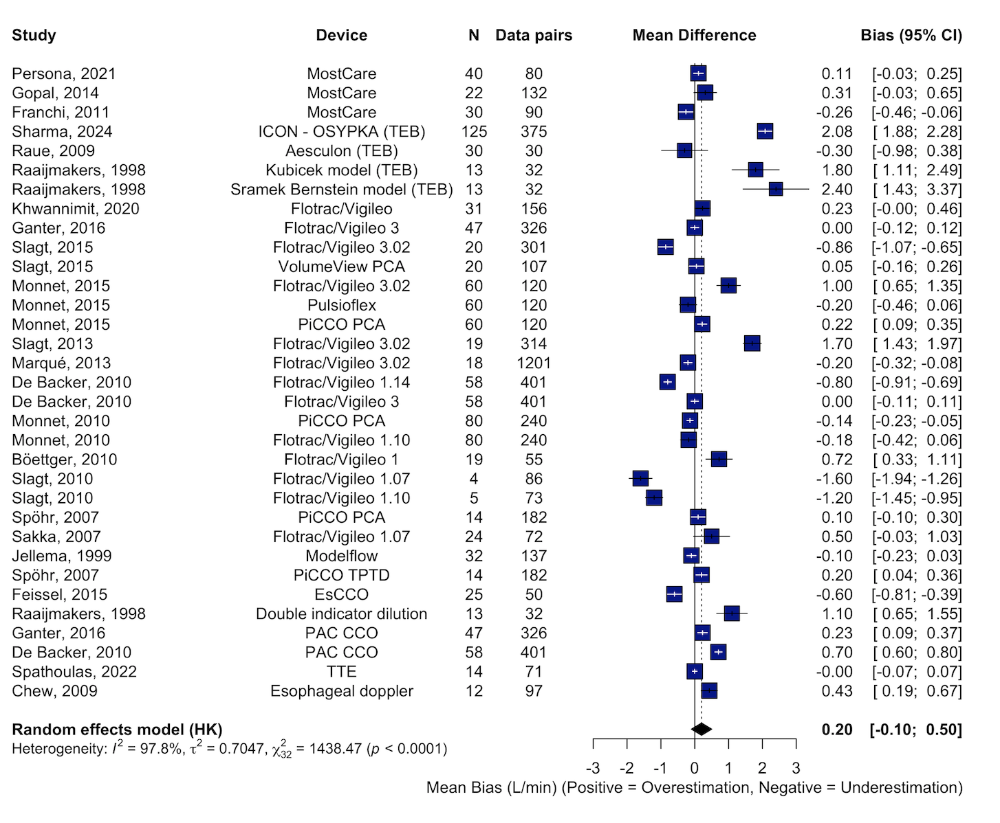 Study Device N Data pairs Mean Difference Bias (95% CI)
Persona, 2021 MostCare 40 80 0.11 [-0.03; 0.25]
Gopal, 2014 MostCare 22 132 0.31 [-0.03; 0.65]
Franchi, 2011 MostCare 30 90 -0.26 [-0.46; -0.06]
Sharma, 2024 ICON - OSYPKA (TEB) 125 375 2.08 [ 1.88; 2.28]
Raue, 2009 Aesculon (TEB) 30 30 -0.30 [-0.98; 0.38]
Raaijmakers, 1998 Kubicek model (TEB) 13 32 1.80 [ 1.11; 2.49]
Raaijmakers, 1998 Sramek Bernstein model (TEB) 13 32 2.40 [ 1.43; 3.37]
Khwannimit, 2020 Flotrac/Vigileo 31 156 0.23 [-0.00; 0.46]
Ganter, 2016 Flotrac/Vigileo 3 47 326 0.00 [-0.12; 0.12]
Slagt, 2015 Flotrac/Vigileo 3.02 20 301 -0.86 [-1.07; -0.65]
Slagt, 2015 VolumeView PCA 20 107 0.05 [-0.16; 0.26]
Monnet, 2015 Flotrac/Vigileo 3.02 60 120 1.00 [ 0.65; 1.35]
Monnet, 2015 Pulsioflex 60 120 -0.20 [-0.46; 0.06]
Monnet, 2015 PiCCO PCA 60 120 0.22 [ 0.09; 0.35]
Slagt, 2013 Flotrac/Vigileo 3.02 19 314 1.70 [ 1.43; 1.97]
Marqué, 2013 Flotrac/Vigileo 3.02 18 1201 -0.20 [-0.32; -0.08]
De Backer, 2010 Flotrac/Vigileo 1.14 58 401 -0.80 [-0.91; -0.69]
De Backer, 2010 Flotrac/Vigileo 3 58 401 0.00 [-0.11; 0.11]
Monnet, 2010 PiCCO PCA 80 240 -0.14 [-0.23; -0.05]
Monnet, 2010 Flotrac/Vigileo 1.10 80 240 -0.18 [-0.42; 0.06]
Böettger, 2010 Flotrac/Vigileo 1 19 55 0.72 [ 0.33; 1.11]
Slagt, 2010 Flotrac/Vigileo 1.07 4 86 -1.60 [-1.94; -1.26]
Slagt, 2010 Flotrac/Vigileo 1.10 5 73 -1.20 [-1.45; -0.95]
Spöhr, 2007 PiCCO PCA 14 182 0.10 [-0.10; 0.30]
Sakka, 2007 Flotrac/Vigileo 1.07 24 72 0.50 [-0.03; 1.03]
Jellema, 1999 Modelflow 32 137 -0.10 [-0.23; 0.03]
Spöhr, 2007 PiCCO TPTD 14 182 0.20 [ 0.04; 0.36]
Feissel, 2015 EsCCO 25 50 -0.60 [-0.81; -0.39]
Raaijmakers, 1998 Double indicator dilution 13 32 1.10 [ 0.65; 1.55]
Ganter, 2016 PAC CCO 47 326 0.23 [ 0.09; 0.37]
De Backer, 2010 PAC CCO 58 401 0.70 [ 0.60; 0.80]
Spathoulas, 2022 TTE 14 71 -0.00 [-0.07; 0.07]
Chew, 2009 Esophageal doppler 12 97 0.43 [ 0.19; 0.67]
Random effects model (HK) 0.20 [-0.10; 0.50]
Heterogeneity: I² = 97.8%, τ² = 0.7047, χ²₃₂ = 1438.47 (p < 0.0001)
-3 -2 -1 0 1 2 3
Mean Bias (L/min) (Positive = Overestimation, Negative = Underestimation)